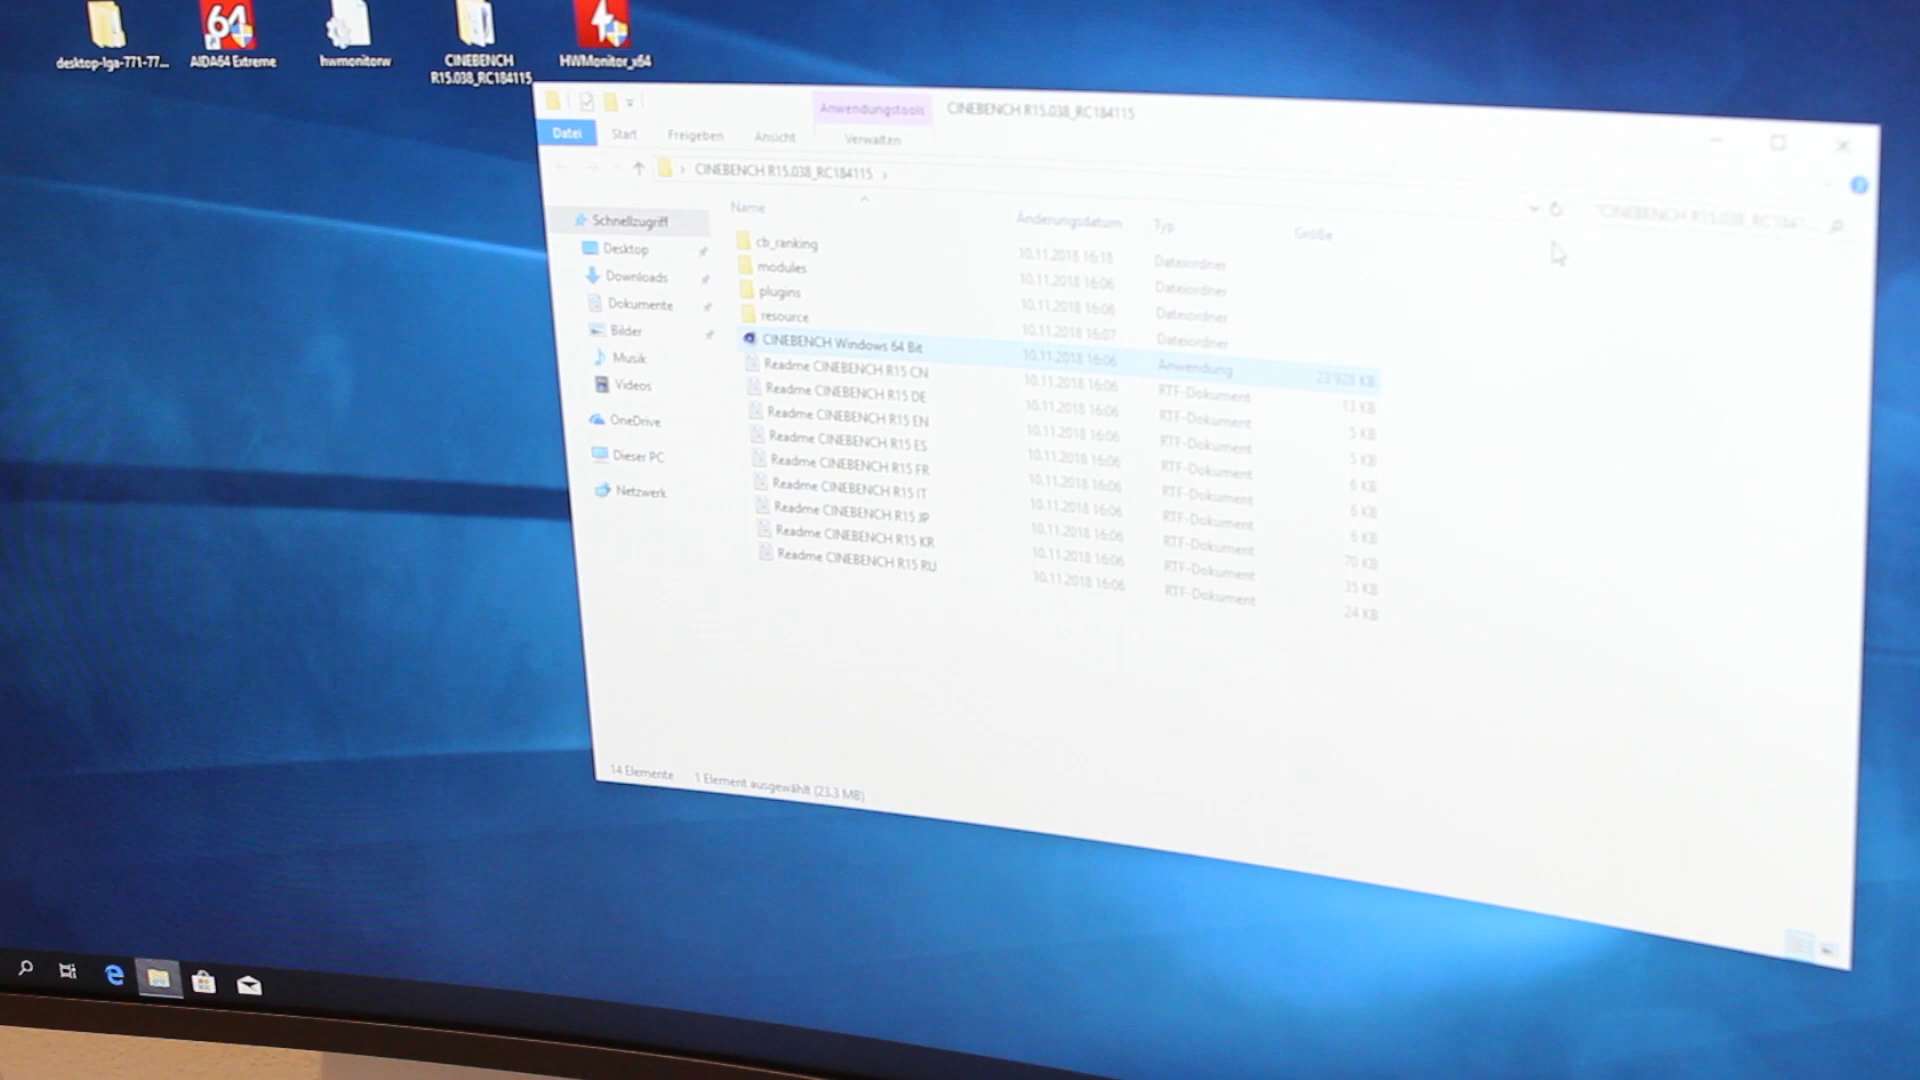 desktop-lga-771-77...
AIDA64 Extreme
hwmonitorw
CINEBENCH
R15.038_RC184115
HWMonitor_x64
64
Anwendungstools
CINEBENCH R15.038_RC184115
Datei
Start
Freigeben
Ansicht
Verwalten
CINEBENCH R15.038_RC184115
"CINEBENCH R15.038_RC184?...
Name
Änderungsdatum
Typ
Größe
Schnellzugriff
Desktop
Downloads
Dokumente
Bilder
Musik
Videos
OneDrive
Dieser PC
Netzwerk
cb_ranking 10.11.2018 16:18 Dateiordner
modules 10.11.2018 16:06 Dateiordner
plugins 10.11.2018 16:06 Dateiordner
resource 10.11.2018 16:07 Dateiordner
CINEBENCH Windows 64 Bit 10.11.2018 16:06 Anwendung 23'928 KB
Readme CINEBENCH R15 CN 10.11.2018 16:06 RTF-Dokument 13 KB
Readme CINEBENCH R15 DE 10.11.2018 16:06 RTF-Dokument 5 KB
Readme CINEBENCH R15 EN 10.11.2018 16:06 RTF-Dokument 5 KB
Readme CINEBENCH R15 ES 10.11.2018 16:06 RTF-Dokument 6 KB
Readme CINEBENCH R15 FR 10.11.2018 16:06 RTF-Dokument 6 KB
Readme CINEBENCH R15 IT 10.11.2018 16:06 RTF-Dokument 6 KB
Readme CINEBENCH R15 JP 10.11.2018 16:06 RTF-Dokument 70 KB
Readme CINEBENCH R15 KR 10.11.2018 16:06 RTF-Dokument 35 KB
Readme CINEBENCH R15 RU 10.11.2018 16:06 RTF-Dokument 24 KB
14 Elemente
1 Element ausgewählt (23.3 MB)